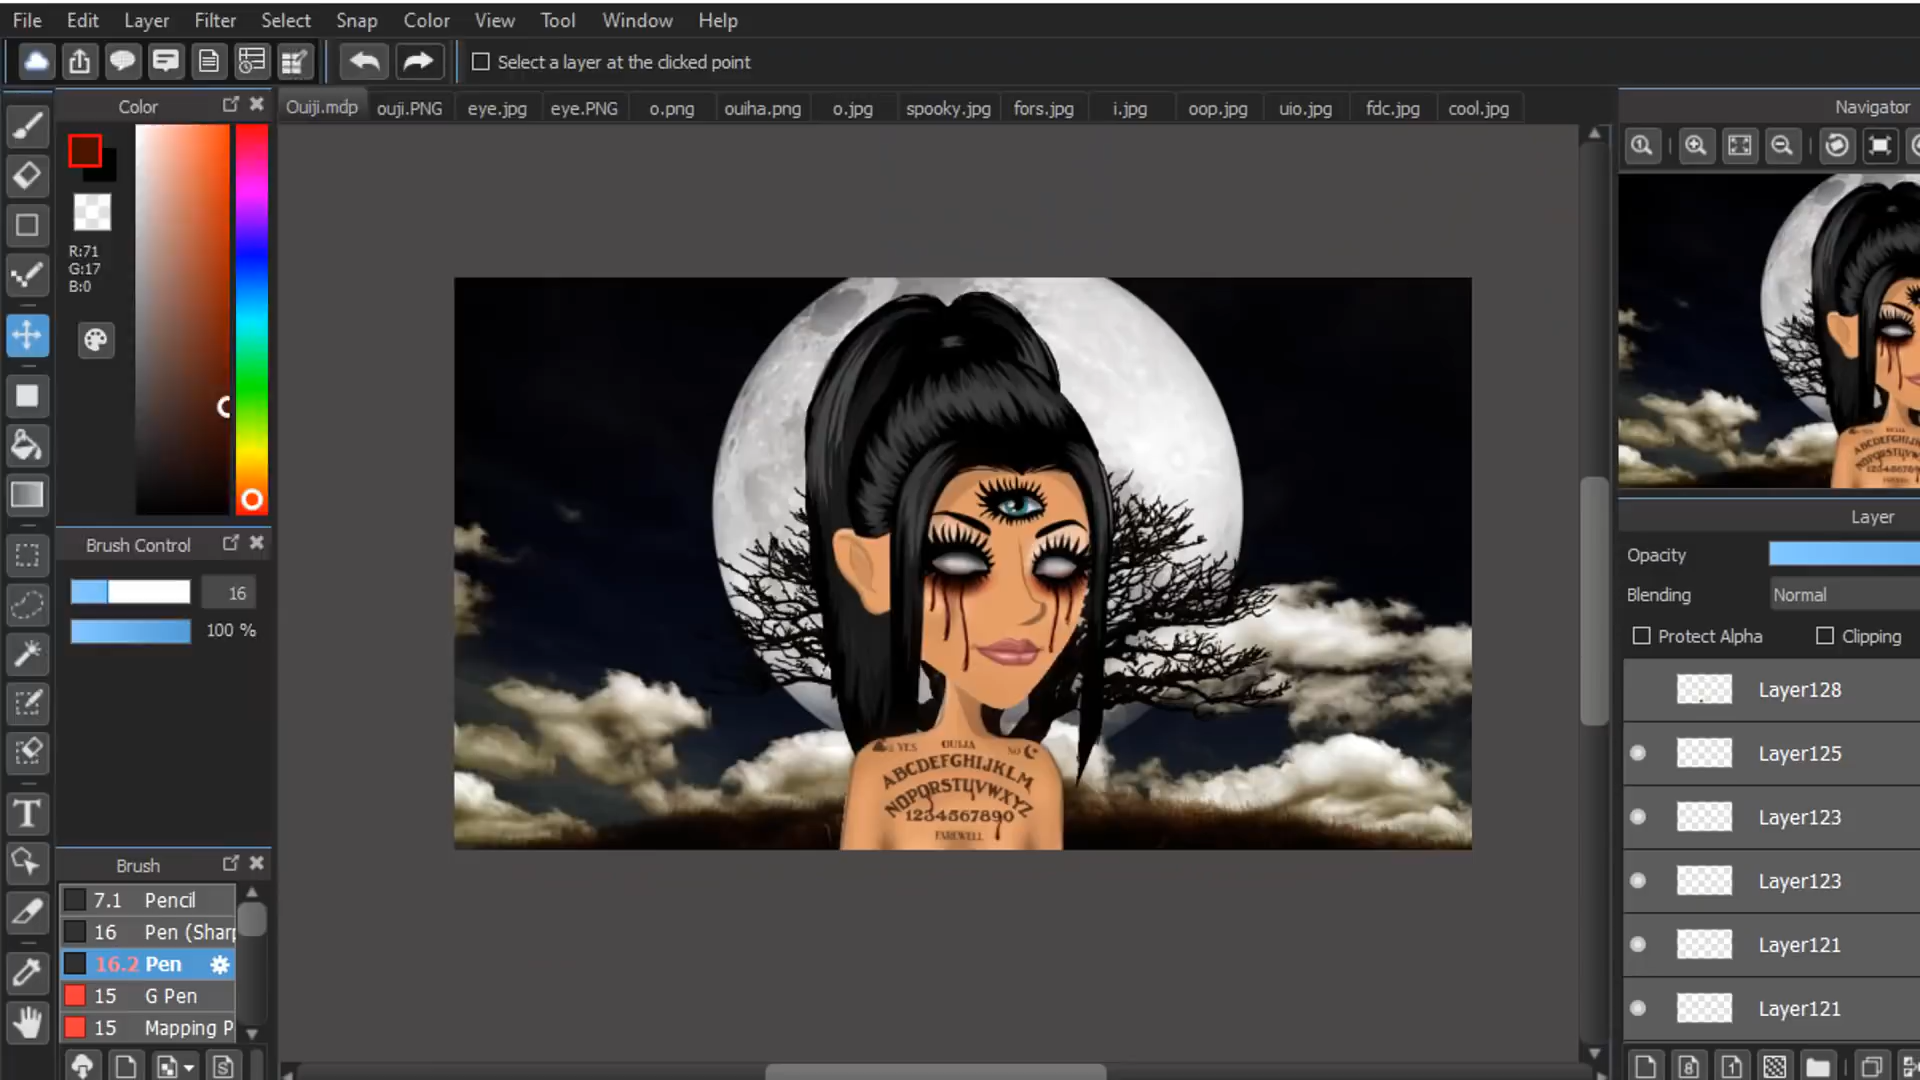 File Edit Layer Filter Select Snap Color View Tool Window Help
Select a layer at the clicked point
Color
Ouiji.mdp ouji.PNG eye.jpg eye.PNG o.png ouiha.png o.jpg spooky.jpg fors.jpg i.jpg oop.jpg uio.jpg fdc.jpg cool.jpg
Navigator
R:71
G:17
B:0
Brush Control
16
100 %
Brush
7.1 Pencil
16 Pen (Sharp
16.2 Pen
15 G Pen
15 Mapping P
YES OUIJA NO
ABCDEFGHIJKLM
NOPQRSTUVWXYZ
1234567890
FAREWELL
Layer
Opacity
Blending Normal
Protect Alpha Clipping
Layer128
Layer125
Layer123
Layer123
Layer121
Layer121